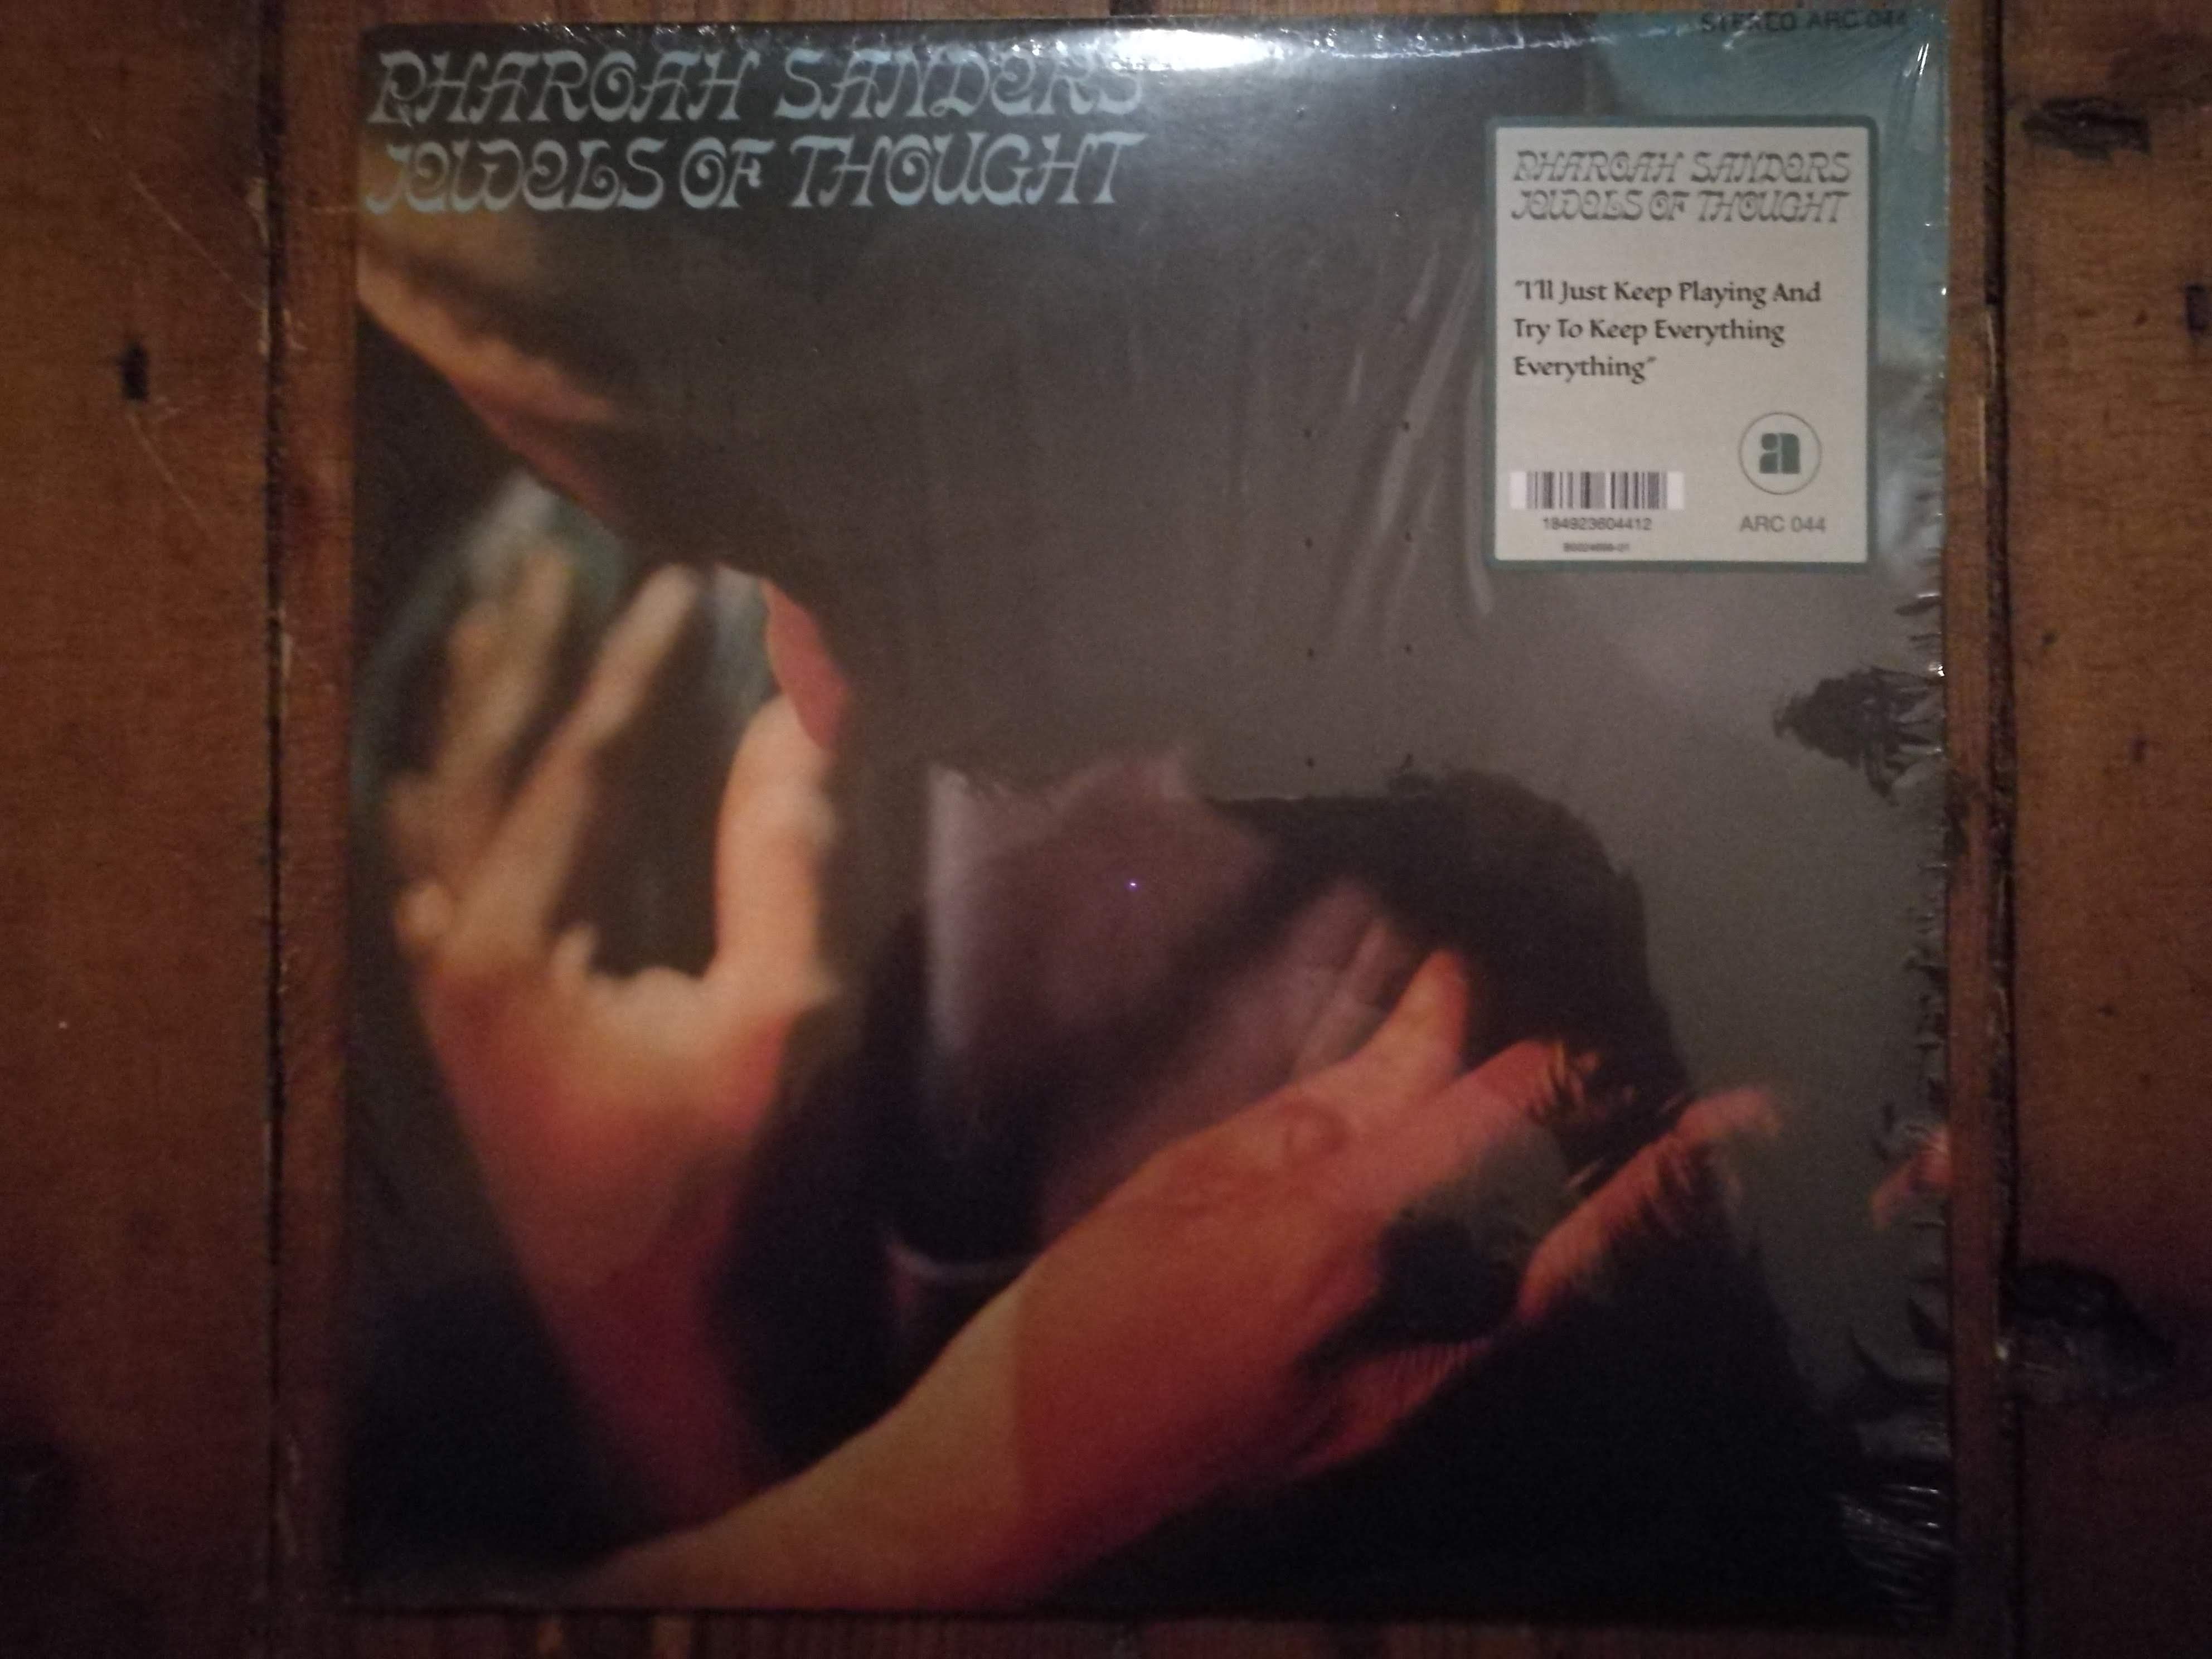 STEREO ARC 044
PHAROAH SANDERS
JEWELS OF THOUGHT
PHAROAH SANDERS
JEWELS OF THOUGHT
"I'll Just Keep Playing And
Try To Keep Everything
Everything"
a
184923604412
ARC 044